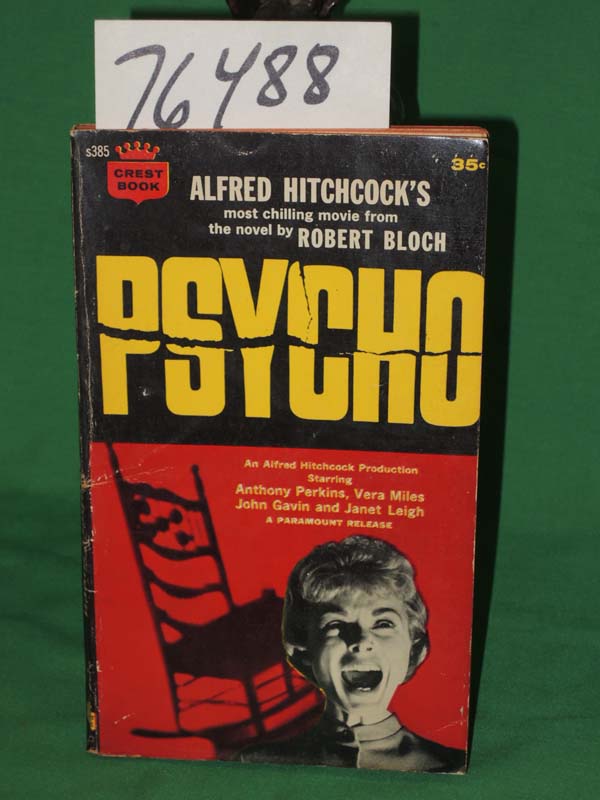 76488
s385
CREST
BOOK
35c
ALFRED HITCHCOCK'S
most chilling movie from
the novel by ROBERT BLOCH
PSYCHO
An Alfred Hitchcock Production
Starring
Anthony Perkins, Vera Miles
John Gavin and Janet Leigh
A PARAMOUNT RELEASE